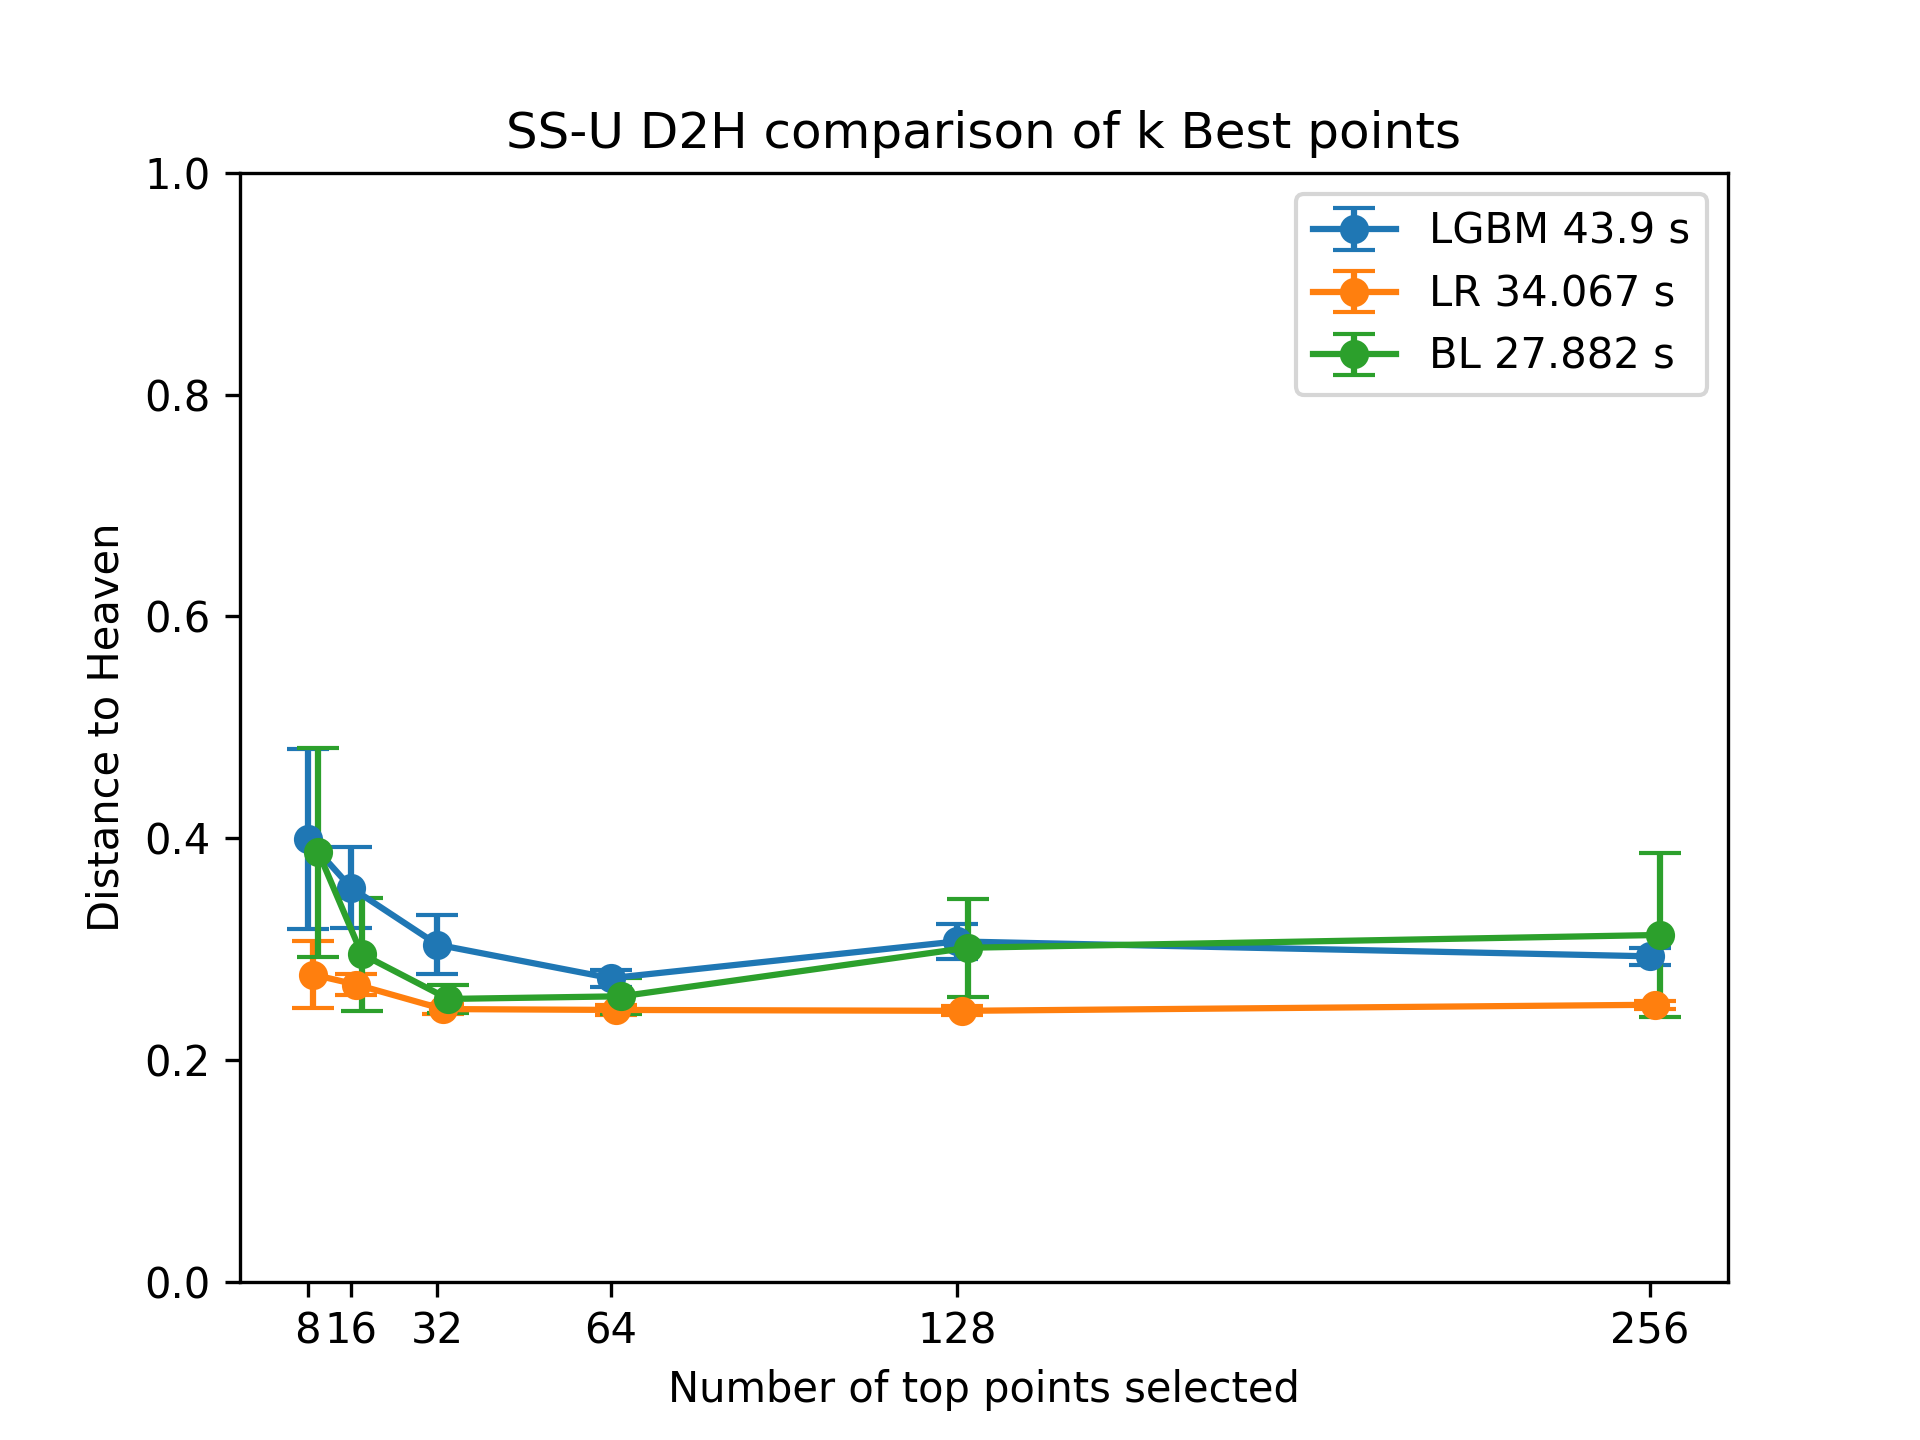 SS-U D2H comparison of k Best points
LGBM 43.9 s
LR 34.067 s
BL 27.882 s
Distance to Heaven
1.0
0.8
0.6
0.4
0.2
0.0
8 16 32 64 128 256
Number of top points selected